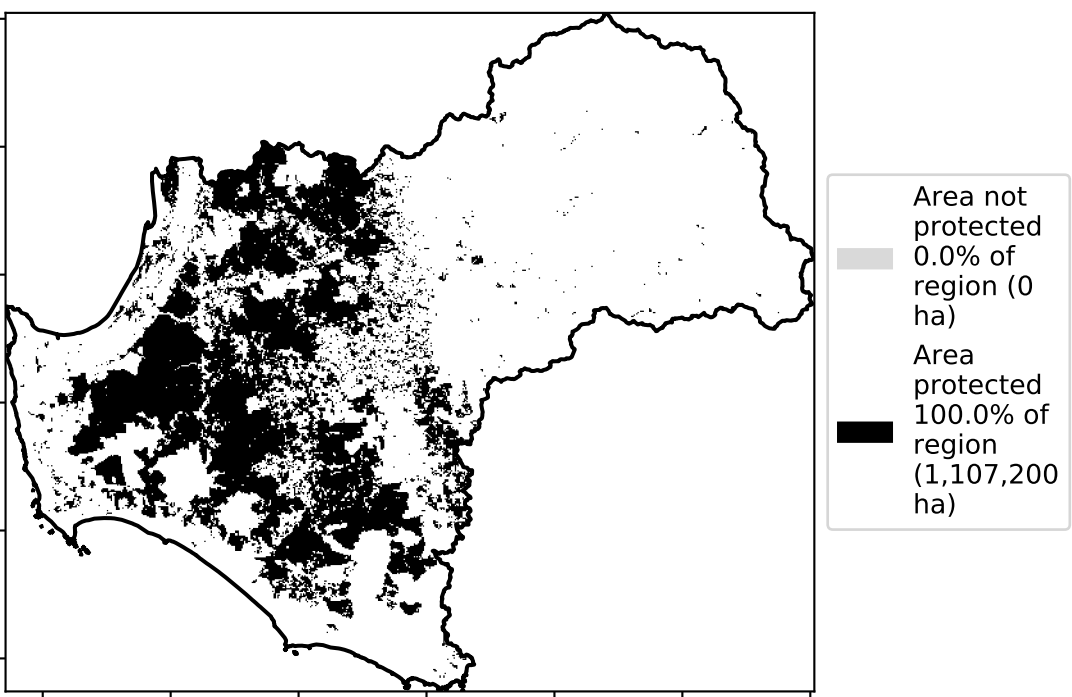 Area not
protected
0.0% of
region (0
ha)
Area
protected
100.0% of
region
(1,107,200
ha)